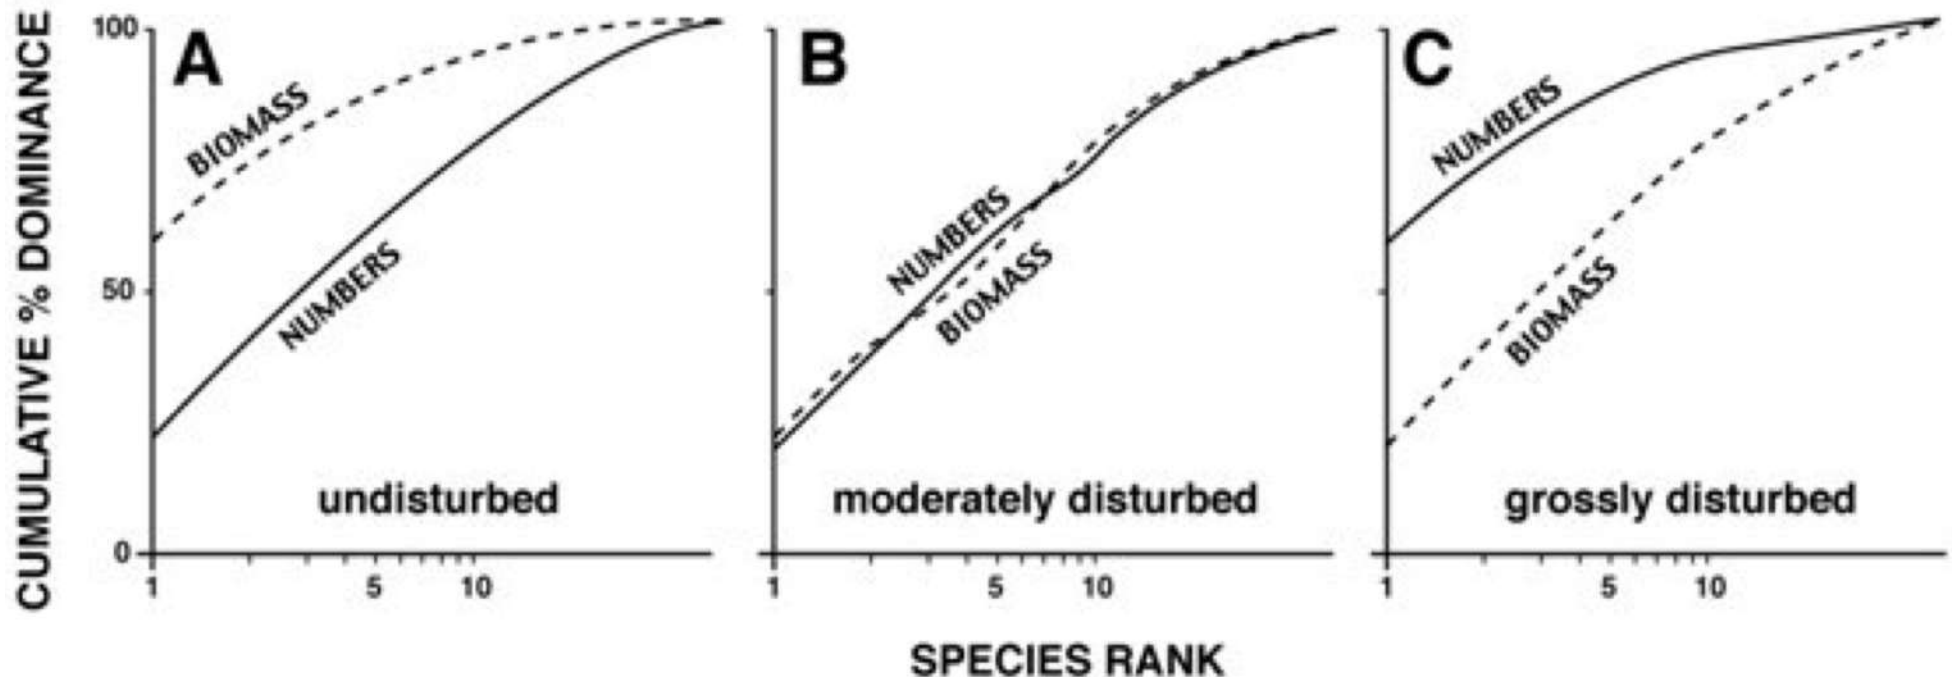 CUMULATIVE % DOMINANCE
100
50
0
A
BIOMASS
NUMBERS
undisturbed
1 5 10
B
NUMBERS
BIOMASS
moderately disturbed
1 5 10
C
NUMBERS
BIOMASS
grossly disturbed
1 5 10
SPECIES RANK